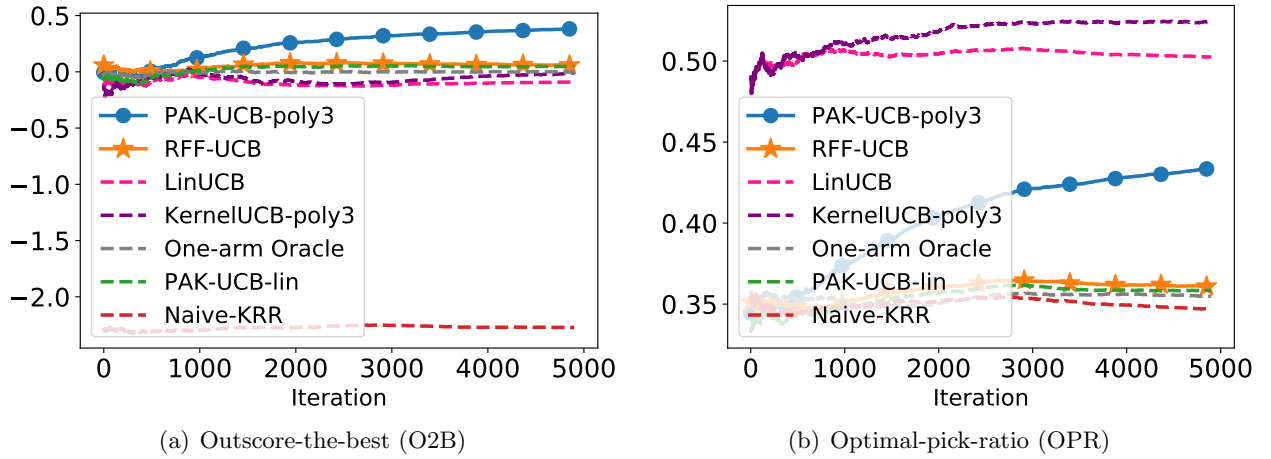 0.5
0.0
−0.5
−1.0
−1.5
−2.0
PAK-UCB-poly3
RFF-UCB
LinUCB
KernelUCB-poly3
One-arm Oracle
PAK-UCB-lin
Naive-KRR
0 1000 2000 3000 4000 5000
Iteration
(a) Outscore-the-best (O2B)
0.50
0.45
0.40
0.35
PAK-UCB-poly3
RFF-UCB
LinUCB
KernelUCB-poly3
One-arm Oracle
PAK-UCB-lin
Naive-KRR
0 1000 2000 3000 4000 5000
Iteration
(b) Optimal-pick-ratio (OPR)